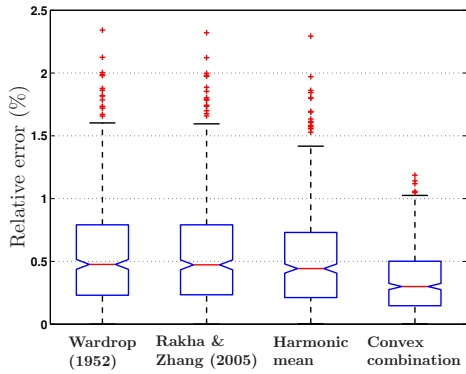 2.5
2
1.5
1
0.5
0
Relative error (%)
Wardrop
(1952)
Rakha &
Zhang (2005)
Harmonic
mean
Convex
combination